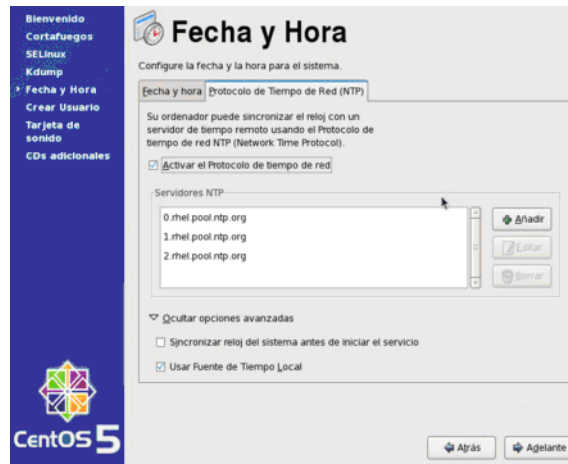 Bienvenido
Cortafuegos
SELinux
Kdump
Fecha y Hora
Crear Usuario
Tarjeta de
sonido
CDs adicionales
CentOS 5
Fecha y Hora
Configure la fecha y la hora para el sistema.
Fecha y hora Protocolo de Tiempo de Red (NTP)
Su ordenador puede sincronizar el reloj con un
servidor de tiempo remoto usando el Protocolo de
tiempo de red NTP (Network Time Protocol).
Activar el Protocolo de tiempo de red
Servidores NTP
0.rhel.pool.ntp.org
1.rhel.pool.ntp.org
2.rhel.pool.ntp.org
Añadir
Editar
Borrar
Ocultar opciones avanzadas
Sincronizar reloj del sistema antes de iniciar el servicio
Usar Fuente de Tiempo Local
Atrás
Adelante